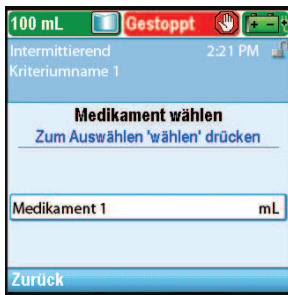 100 mL Gestoppt
Intermittierend 2:21 PM
Kriteriumname 1
Medikament wählen
Zum Auswählen 'wählen' drücken
Medikament 1 mL
Zurück